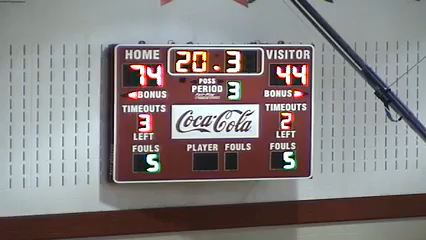 HOME 20.3 VISITOR
74 POSS 44
PERIOD
BONUS 3 BONUS
TIMEOUTS TIMEOUTS
3 Coca-Cola 2
LEFT LEFT
FOULS PLAYER FOULS FOULS
5 5